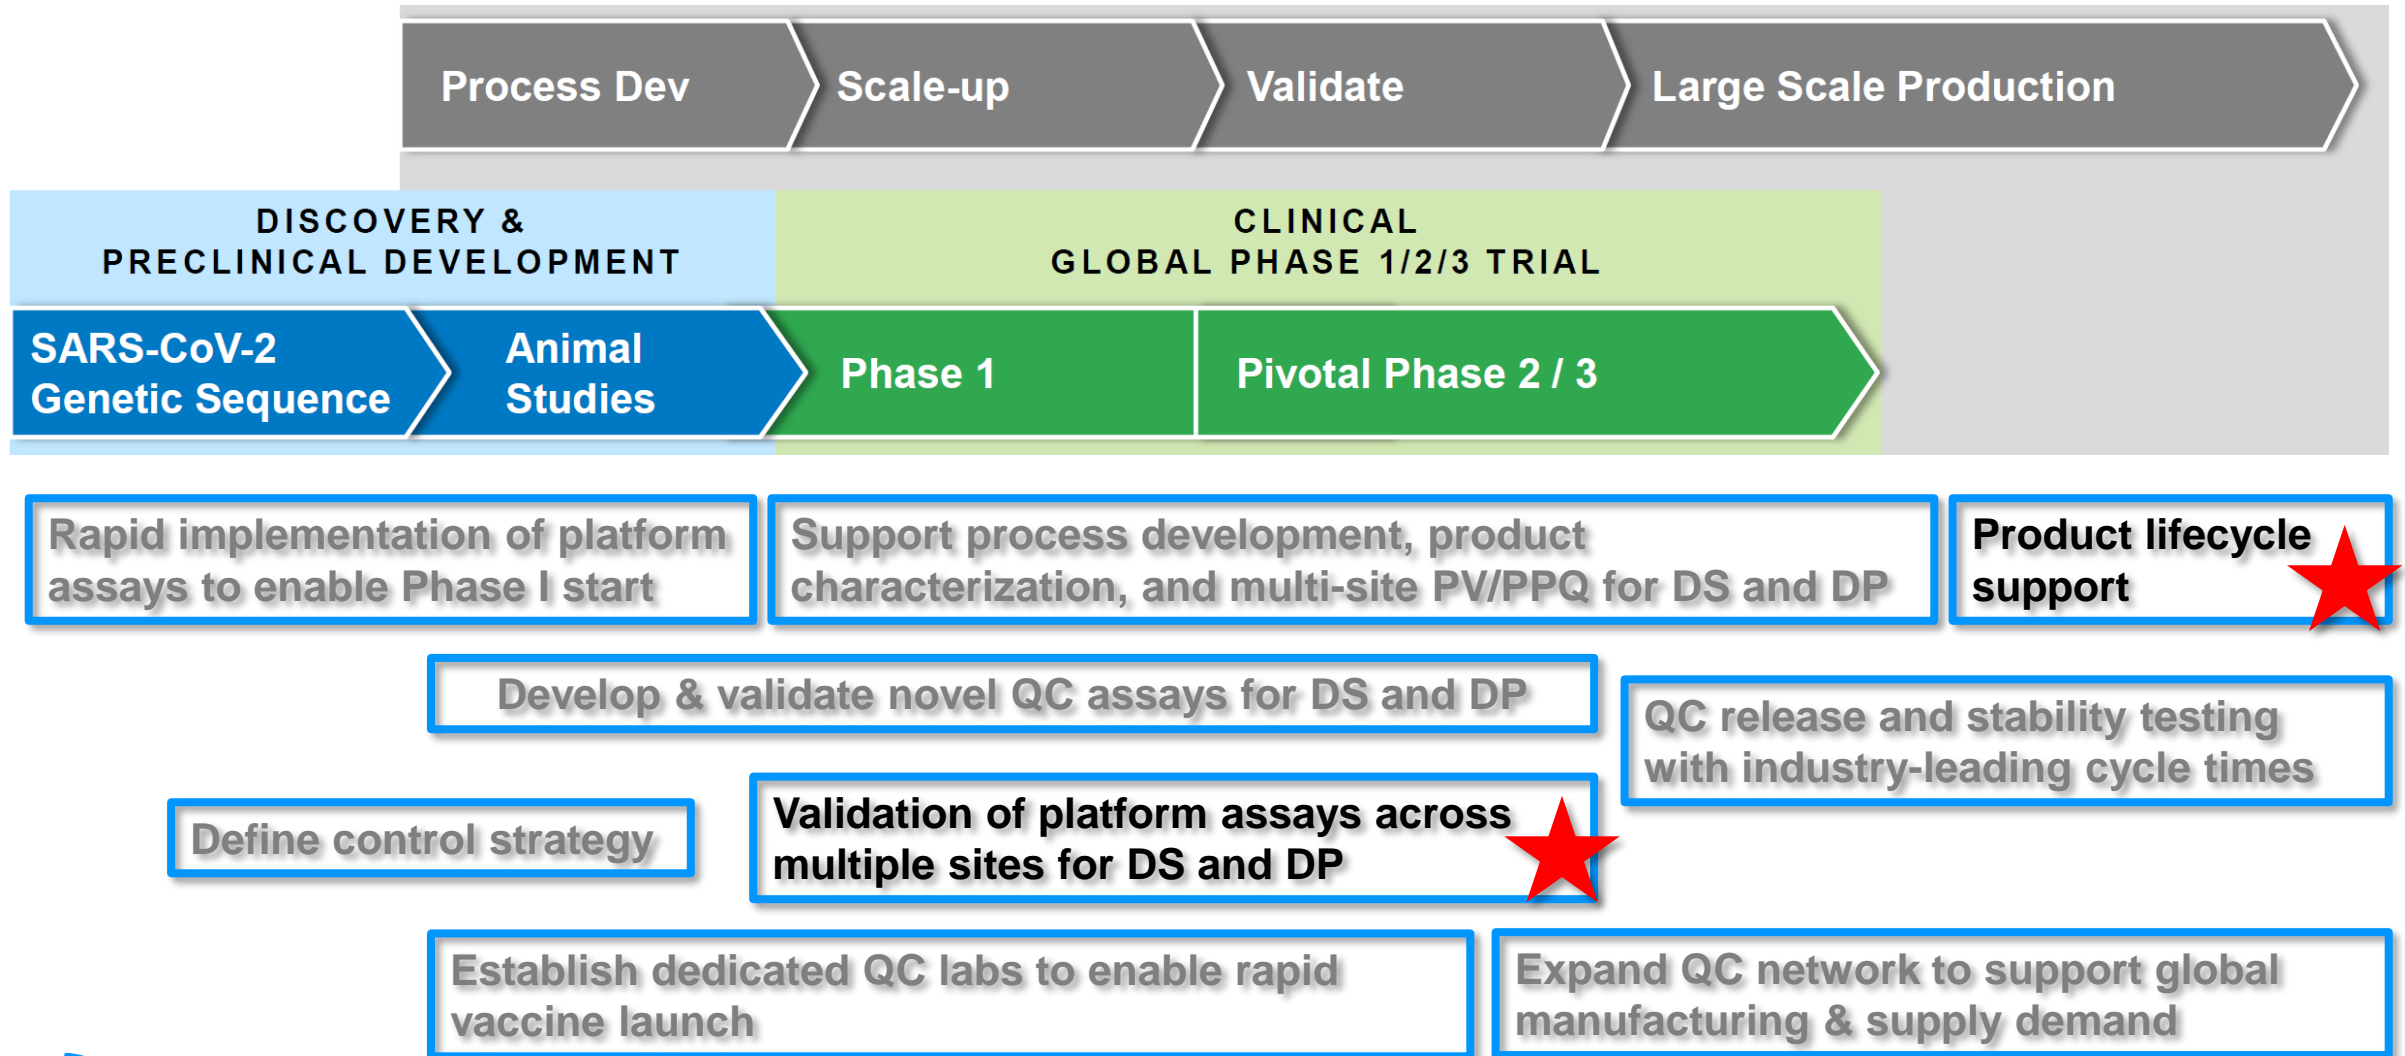 Process Dev
Scale-up
Validate
Large Scale Production
DISCOVERY &
PRECLINICAL DEVELOPMENT
CLINICAL
GLOBAL PHASE 1/2/3 TRIAL
SARS-CoV-2
Genetic Sequence
Animal
Studies
Phase 1
Pivotal Phase 2 / 3
Rapid implementation of platform
assays to enable Phase I start
Support process development, product
characterization, and multi-site PV/PPQ for DS and DP
Product lifecycle
support
Develop & validate novel QC assays for DS and DP
QC release and stability testing
with industry-leading cycle times
Define control strategy
Validation of platform assays across
multiple sites for DS and DP
Establish dedicated QC labs to enable rapid
vaccine launch
Expand QC network to support global
manufacturing & supply demand